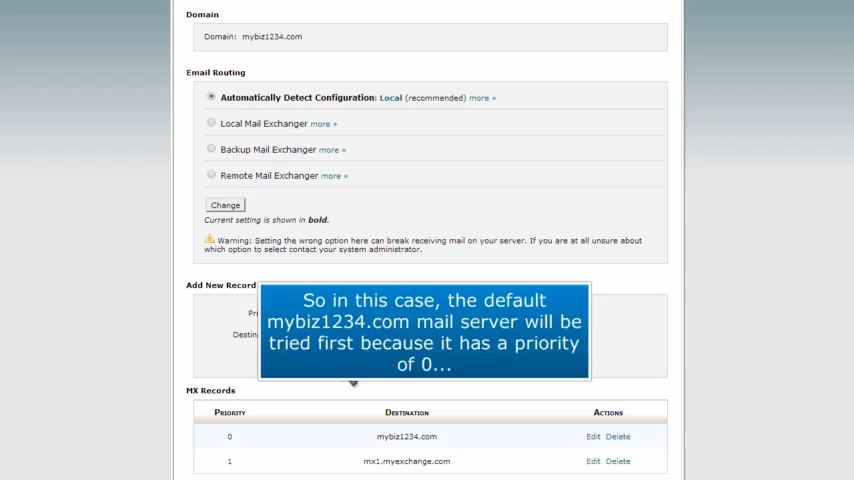 Domain
Domain: mybiz1234.com
Email Routing
Automatically Detect Configuration: Local (recommended) more »
Local Mail Exchanger more »
Backup Mail Exchanger more »
Remote Mail Exchanger more »
Change
Current setting is shown in bold.
Warning: Setting the wrong option here can break receiving mail on your server. If you are at all unsure about
which option to select contact your system administrator.
Add New Record
So in this case, the default
mybiz1234.com mail server will be
tried first because it has a priority
of 0...
MX Records
PRIORITY DESTINATION ACTIONS
0 mybiz1234.com Edit Delete
1 mx1.myexchange.com Edit Delete